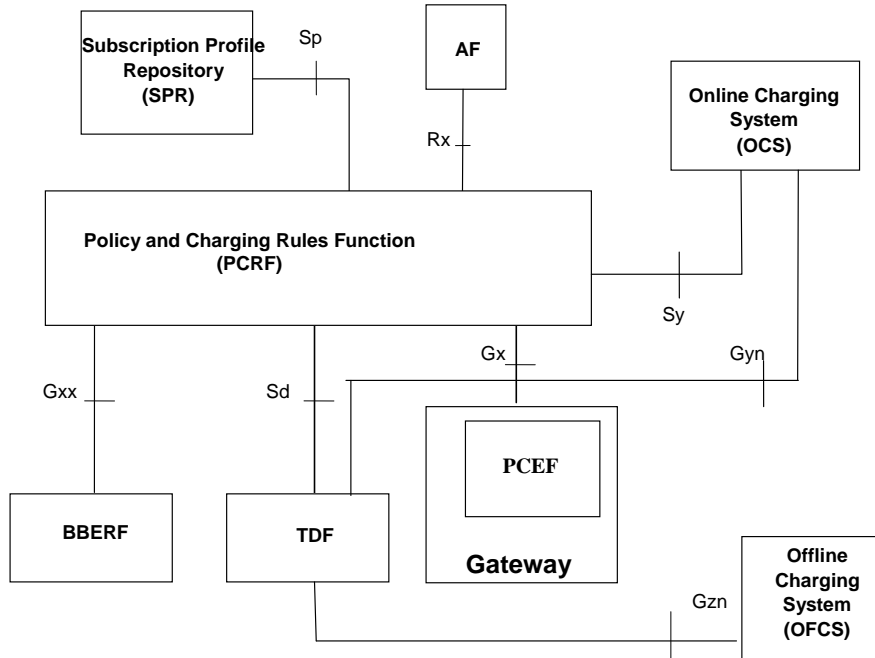 Sp
Subscription Profile
Repository
(SPR)
AF
Online Charging
System
(OCS)
Rx
Policy and Charging Rules Function
(PCRF)
Sy
Gx
Gyn
Gxx
Sd
PCEF
BBERF
TDF
Gateway
Offline
Charging
System
(OFCS)
Gzn